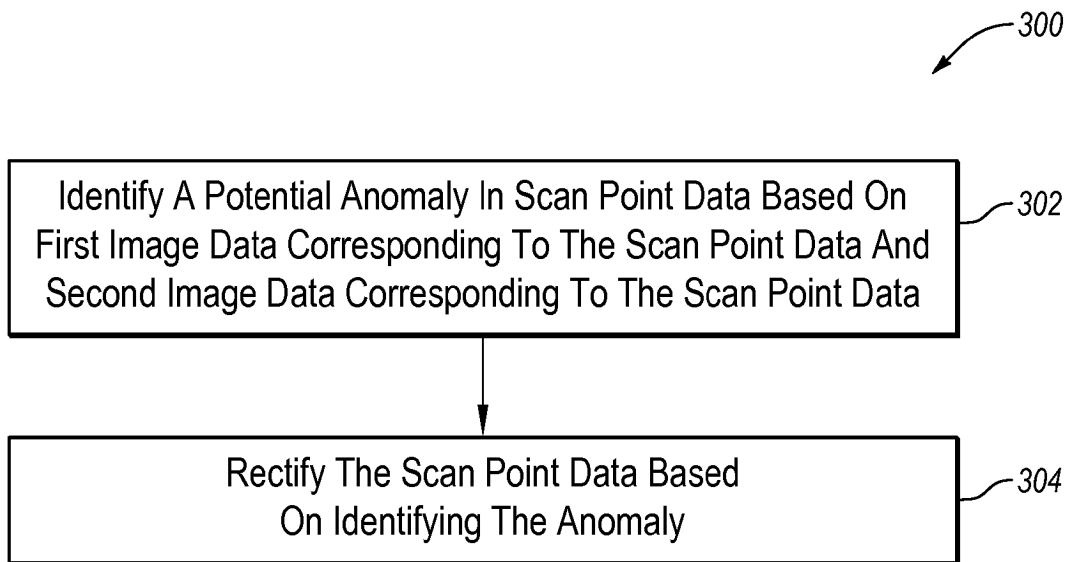 300
Identify A Potential Anomaly In Scan Point Data Based On
First Image Data Corresponding To The Scan Point Data And
Second Image Data Corresponding To The Scan Point Data
302
Rectify The Scan Point Data Based
On Identifying The Anomaly
304